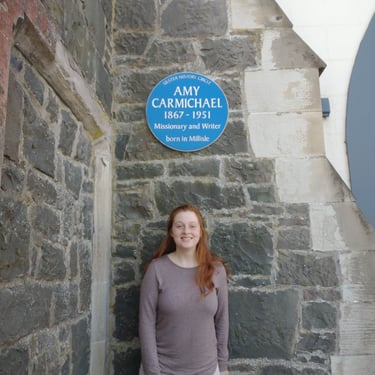 ULSTER HISTORY CIRCLE
AMY
CARMICHAEL
1867 - 1951
Missionary and Writer
born in Millisle